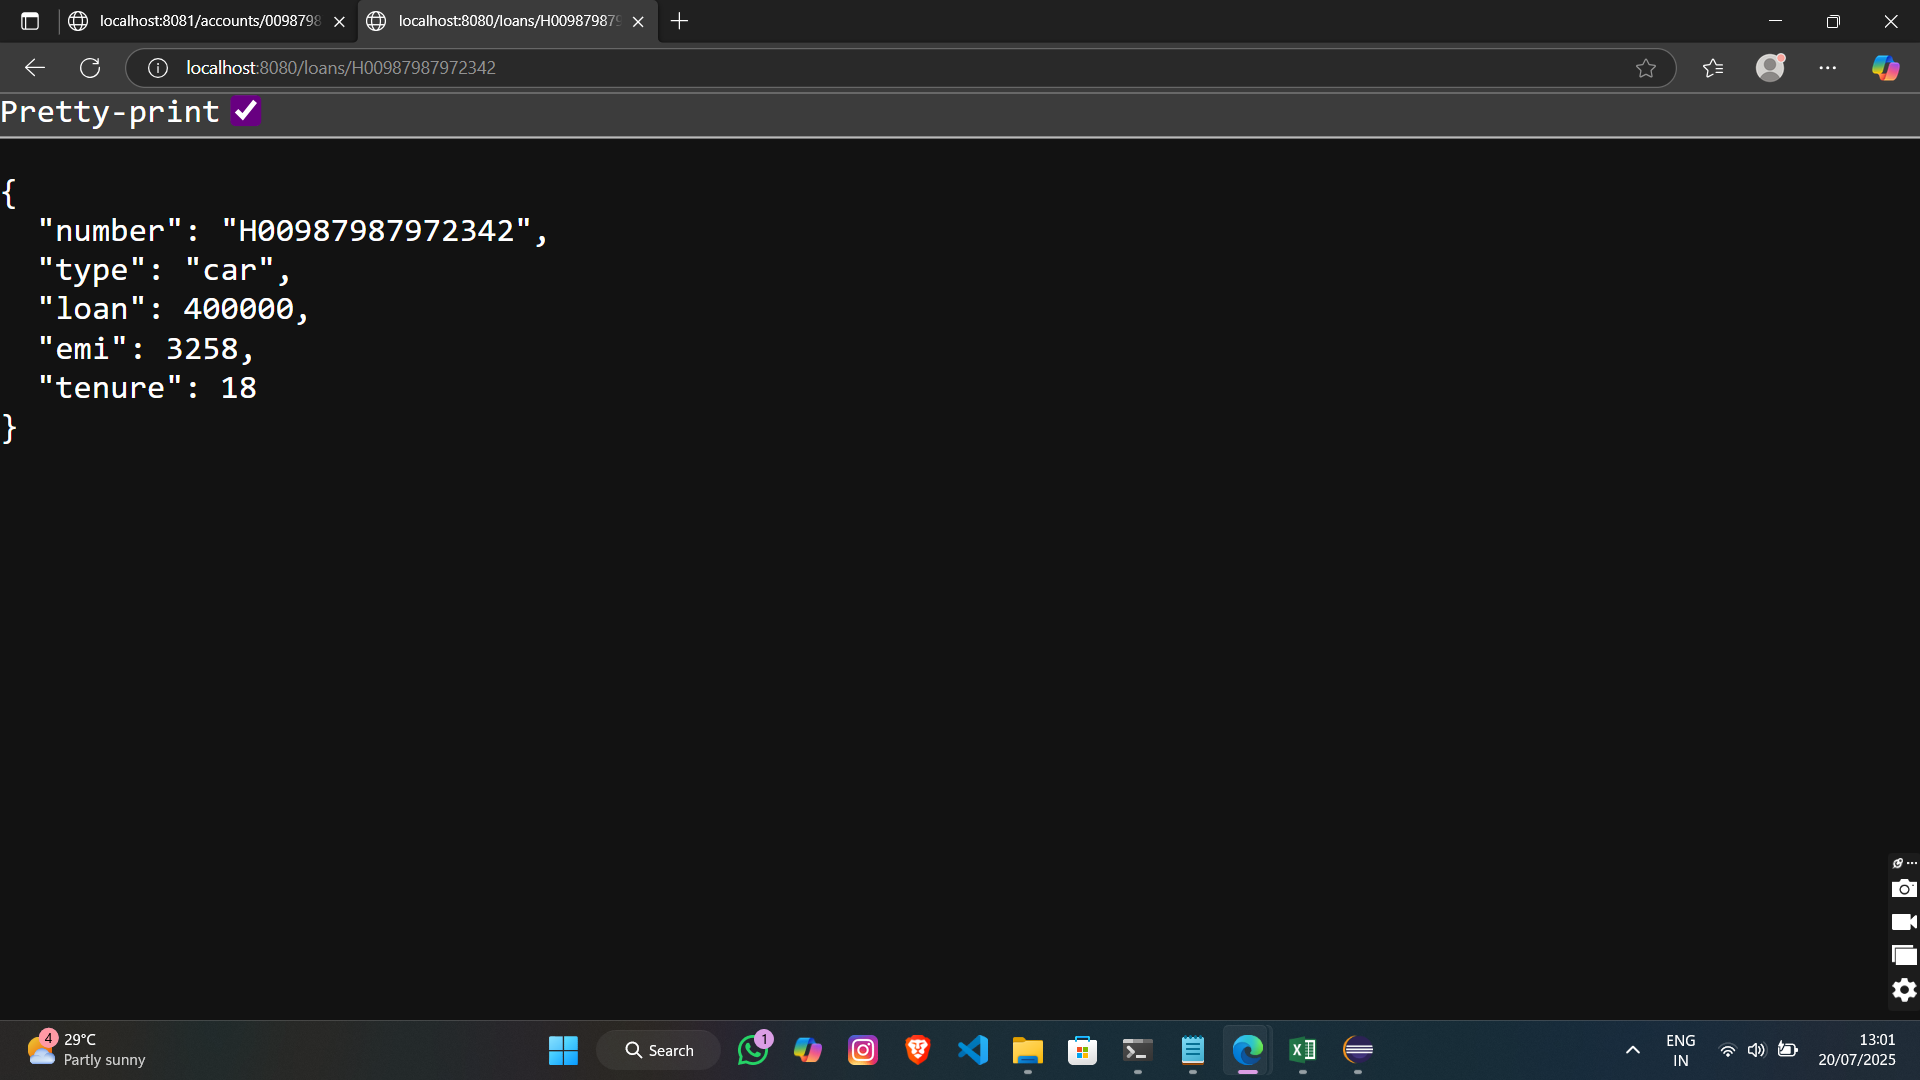 localhost:8081/accounts/0098798
localhost:8080/loans/H009879879
localhost:8080/loans/H00987987972342
Pretty-print
{
"number": "H00987987972342",
"type": "car",
"loan": 400000,
"emi": 3258,
"tenure": 18
}
4
29°C
Partly sunny
Search
1
ENG
IN
13:01
20/07/2025